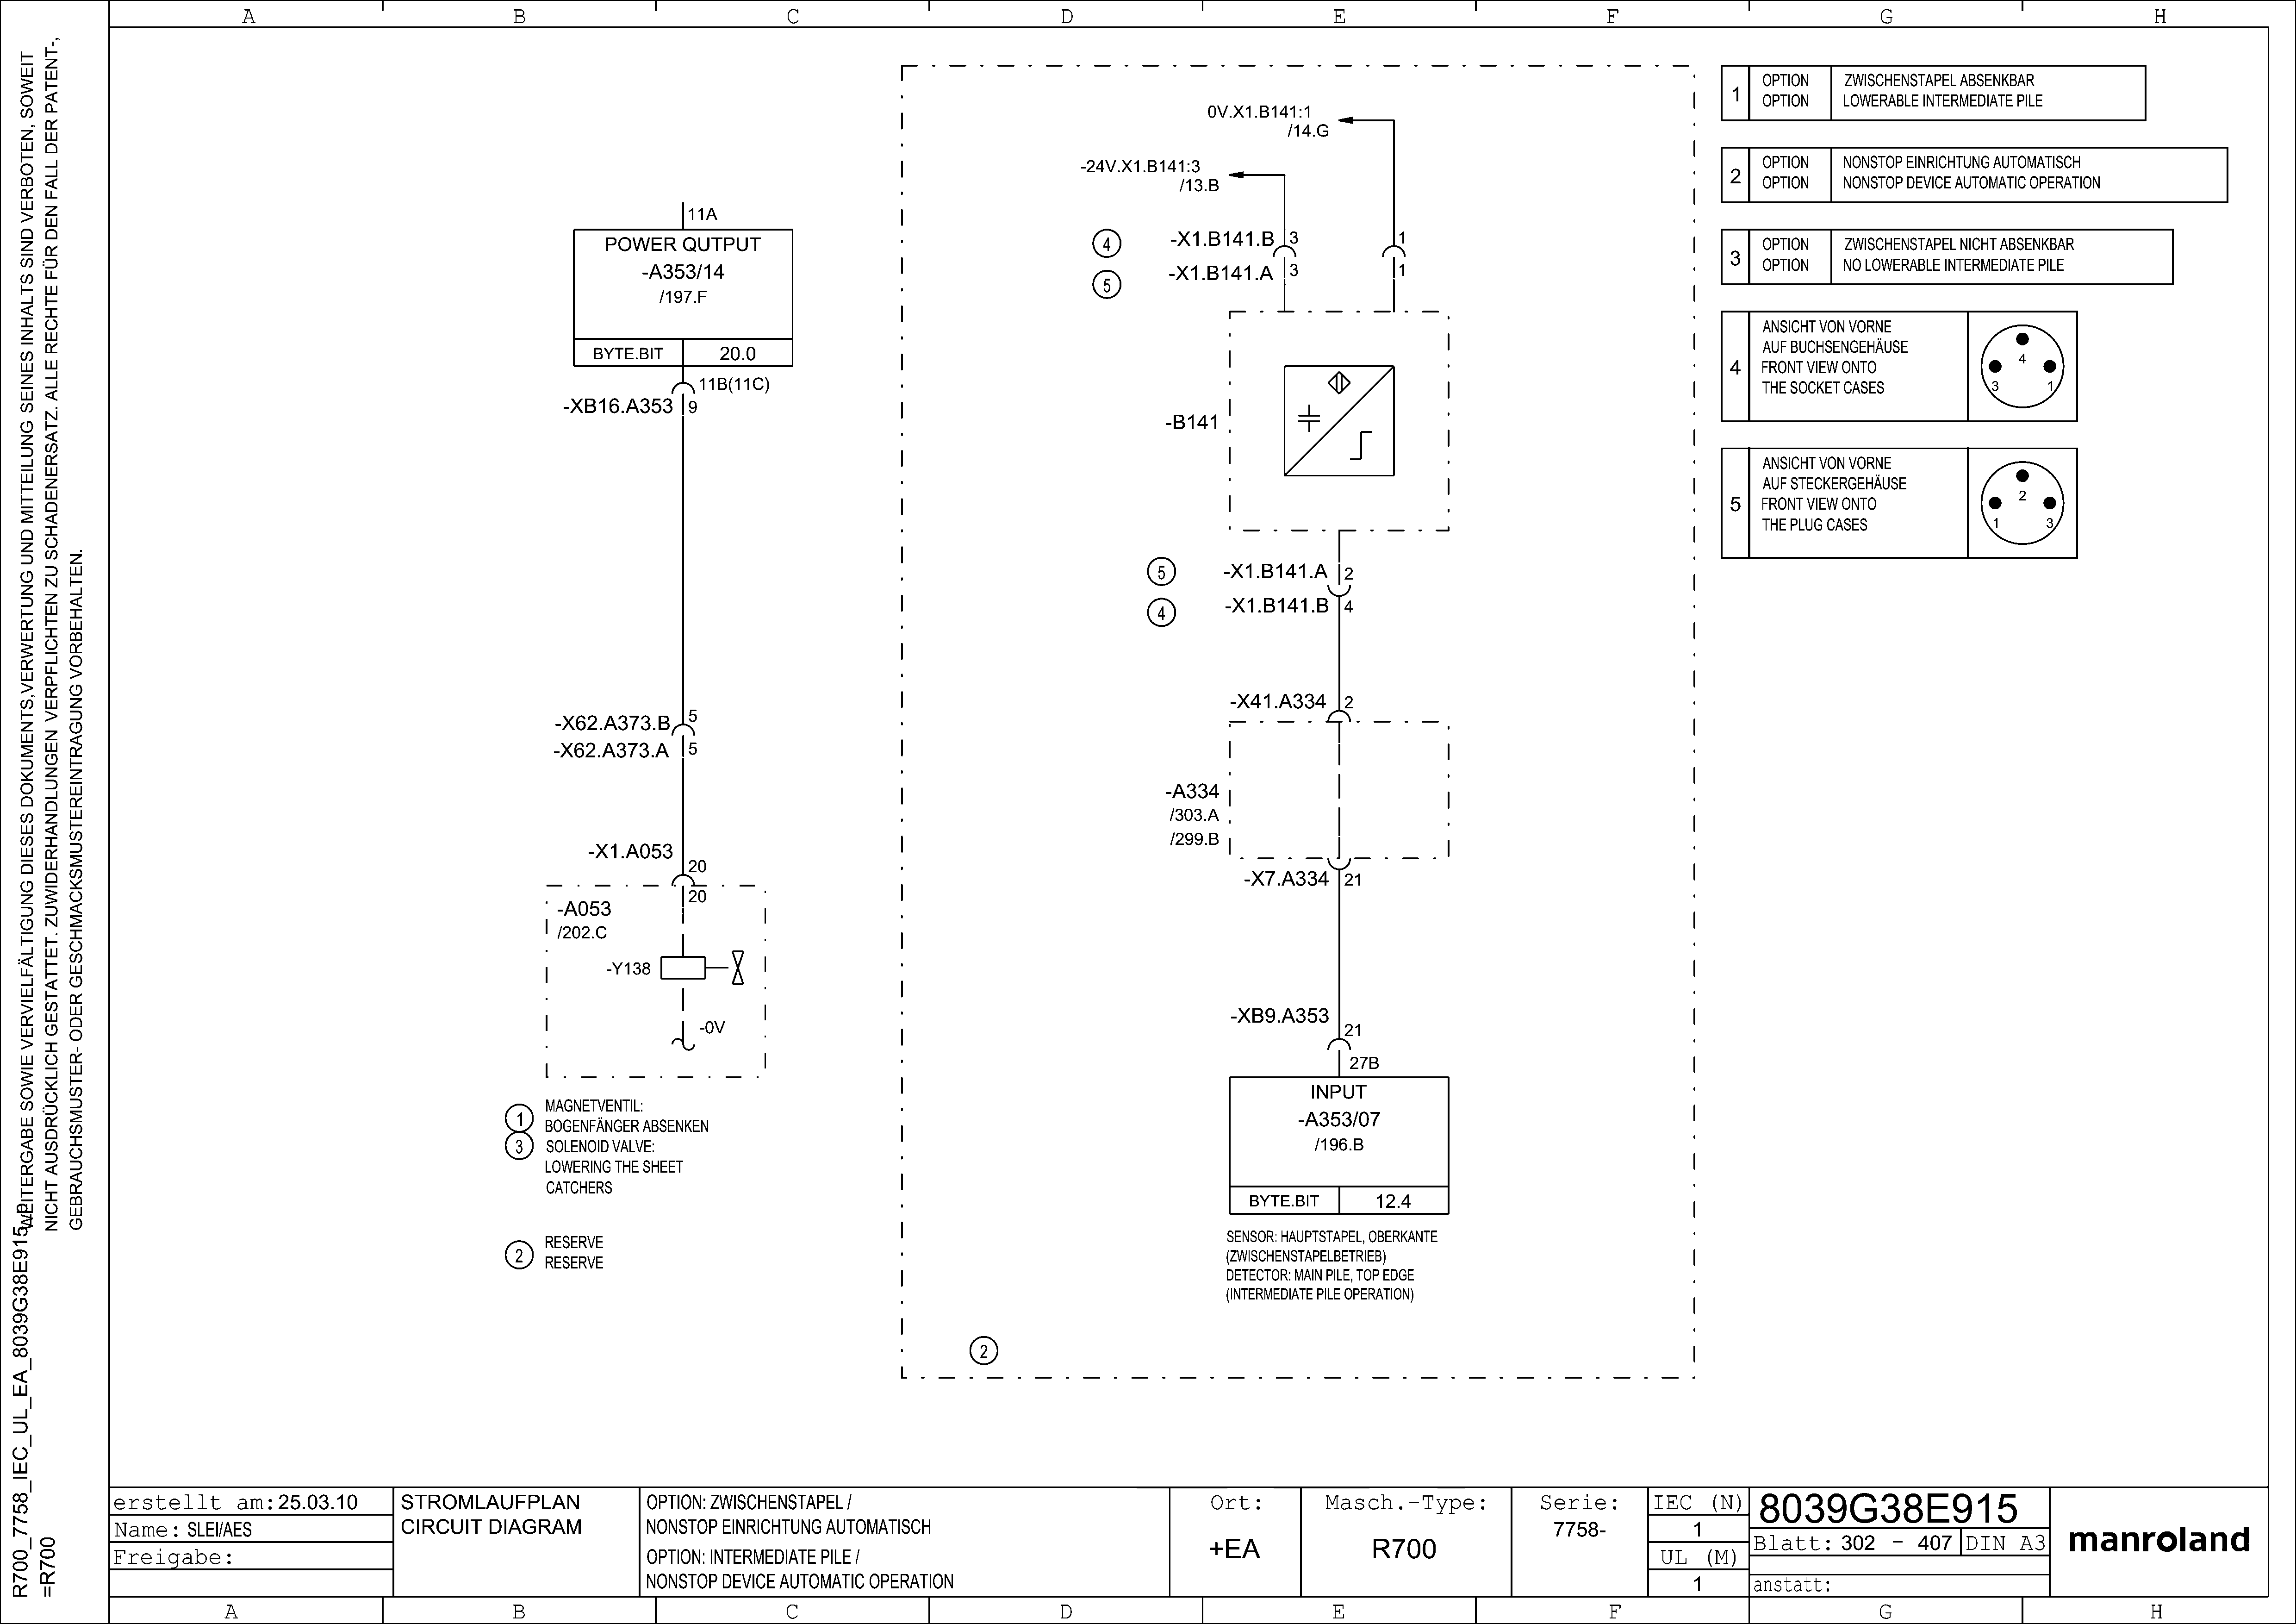 A B C D E F G H
WEITERGABE SOWIE VERVIELFÄLTIGUNG DIESES DOKUMENTS,VERWERTUNG UND MITTEILUNG SEINES INHALTS SIND VERBOTEN, SOWEIT
NICHT AUSDRÜCKLICH GESTATTET. ZUWIDERHANDLUNGEN VERPFLICHTEN ZU SCHADENERSATZ. ALLE RECHTE FÜR DEN FALL DER PATENT-,
GEBRAUCHSMUSTER- ODER GESCHMACKSMUSTEREINTRAGUNG VORBEHALTEN.
R700_7758_IEC_UL_EA_8039G38E915_0
=R700
11A
POWER QUTPUT
-A353/14
/197.F
BYTE.BIT 20.0
11B(11C)
-XB16.A353 9
-X62.A373.B 5
-X62.A373.A 5
-X1.A053
20
20
-A053
/202.C
-Y138
-0V
1
3
MAGNETVENTIL:
BOGENFÄNGER ABSENKEN
SOLENOID VALVE:
LOWERING THE SHEET
CATCHERS
2
RESERVE
RESERVE
0V.X1.B141:1
/14.G
-24V.X1.B141:3
/13.B
4 -X1.B141.B 3 1
5 -X1.B141.A 3 1
-B141
5 -X1.B141.A 2
4 -X1.B141.B 4
-X41.A334 2
-A334
/303.A
/299.B
-X7.A334 21
-XB9.A353
21
27B
INPUT
-A353/07
/196.B
BYTE.BIT 12.4
SENSOR: HAUPTSTAPEL, OBERKANTE
(ZWISCHENSTAPELBETRIEB)
DETECTOR: MAIN PILE, TOP EDGE
(INTERMEDIATE PILE OPERATION)
2
1
OPTION ZWISCHENSTAPEL ABSENKBAR
OPTION LOWERABLE INTERMEDIATE PILE
2
OPTION NONSTOP EINRICHTUNG AUTOMATISCH
OPTION NONSTOP DEVICE AUTOMATIC OPERATION
3
OPTION ZWISCHENSTAPEL NICHT ABSENKBAR
OPTION NO LOWERABLE INTERMEDIATE PILE
4
ANSICHT VON VORNE
AUF BUCHSENGEHÄUSE
FRONT VIEW ONTO
THE SOCKET CASES
4
3 1
5
ANSICHT VON VORNE
AUF STECKERGEHÄUSE
FRONT VIEW ONTO
THE PLUG CASES
2
1 3
erstellt am: 25.03.10
Name: SLEI/AES
Freigabe:
STROMLAUFPLAN
CIRCUIT DIAGRAM
OPTION: ZWISCHENSTAPEL /
NONSTOP EINRICHTUNG AUTOMATISCH
OPTION: INTERMEDIATE PILE /
NONSTOP DEVICE AUTOMATIC OPERATION
Ort:
+EA
Masch.-Type:
R700
Serie:
7758-
IEC (N)
1
UL (M)
1
8039G38E915
Blatt: 302 - 407 DIN A3
anstatt:
manroland
A B C D E F G H